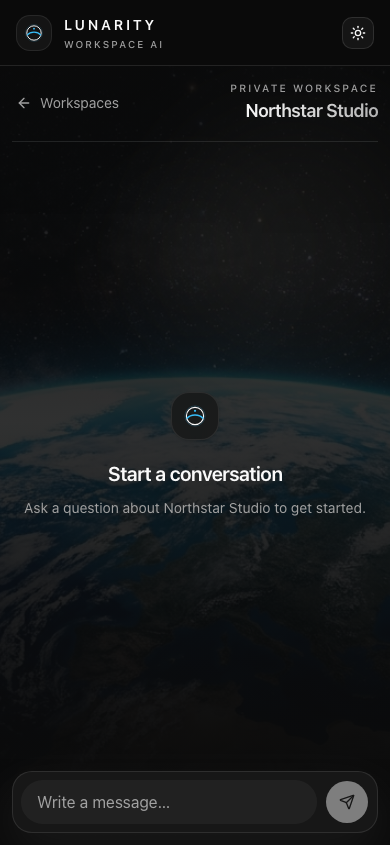 LUNARITY
WORKSPACE AI
Workspaces
PRIVATE WORKSPACE
Northstar Studio
Start a conversation
Ask a question about Northstar Studio to get started.
Write a message...